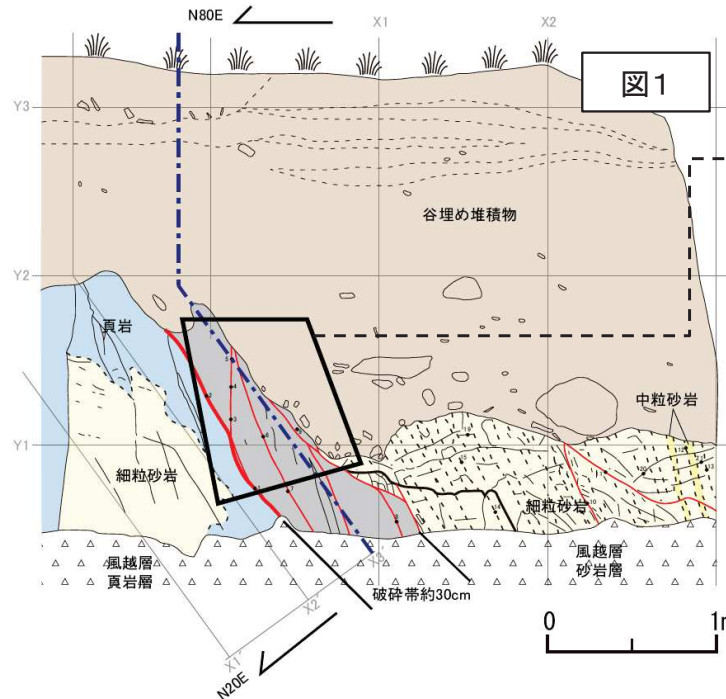 N80E
X1
X2
図1
Y3
谷埋め堆積物
Y2
頁岩
中粒砂岩
Y1
細粒砂岩
細粒砂岩
風越層
頁岩層
風越層
砂岩層
破砕帯約30cm
X3'
X2'
X1'
N20E
0
1m